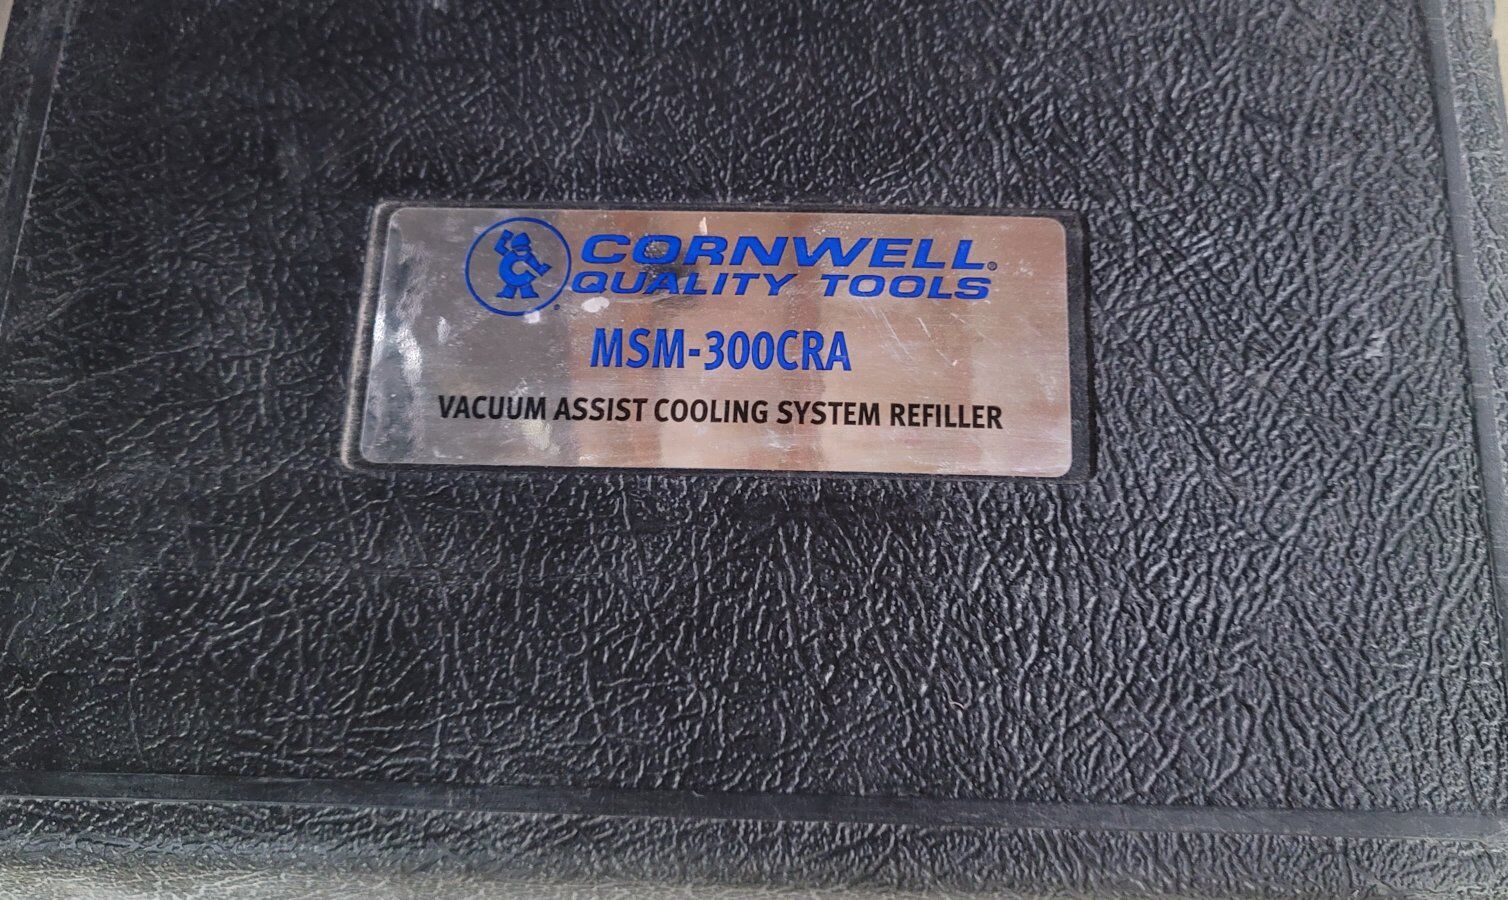 CORNWELL®
QUALITY TOOLS
MSM-300CRA
VACUUM ASSIST COOLING SYSTEM REFILLER